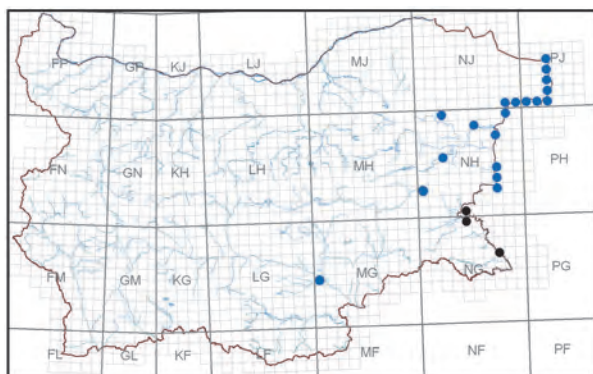 FP GP KJ LJ MJ NJ PJ
FN GN KH LH MH NH PH
FM GM KG LG MG NG PG
FL GL KF LF MF NF PF